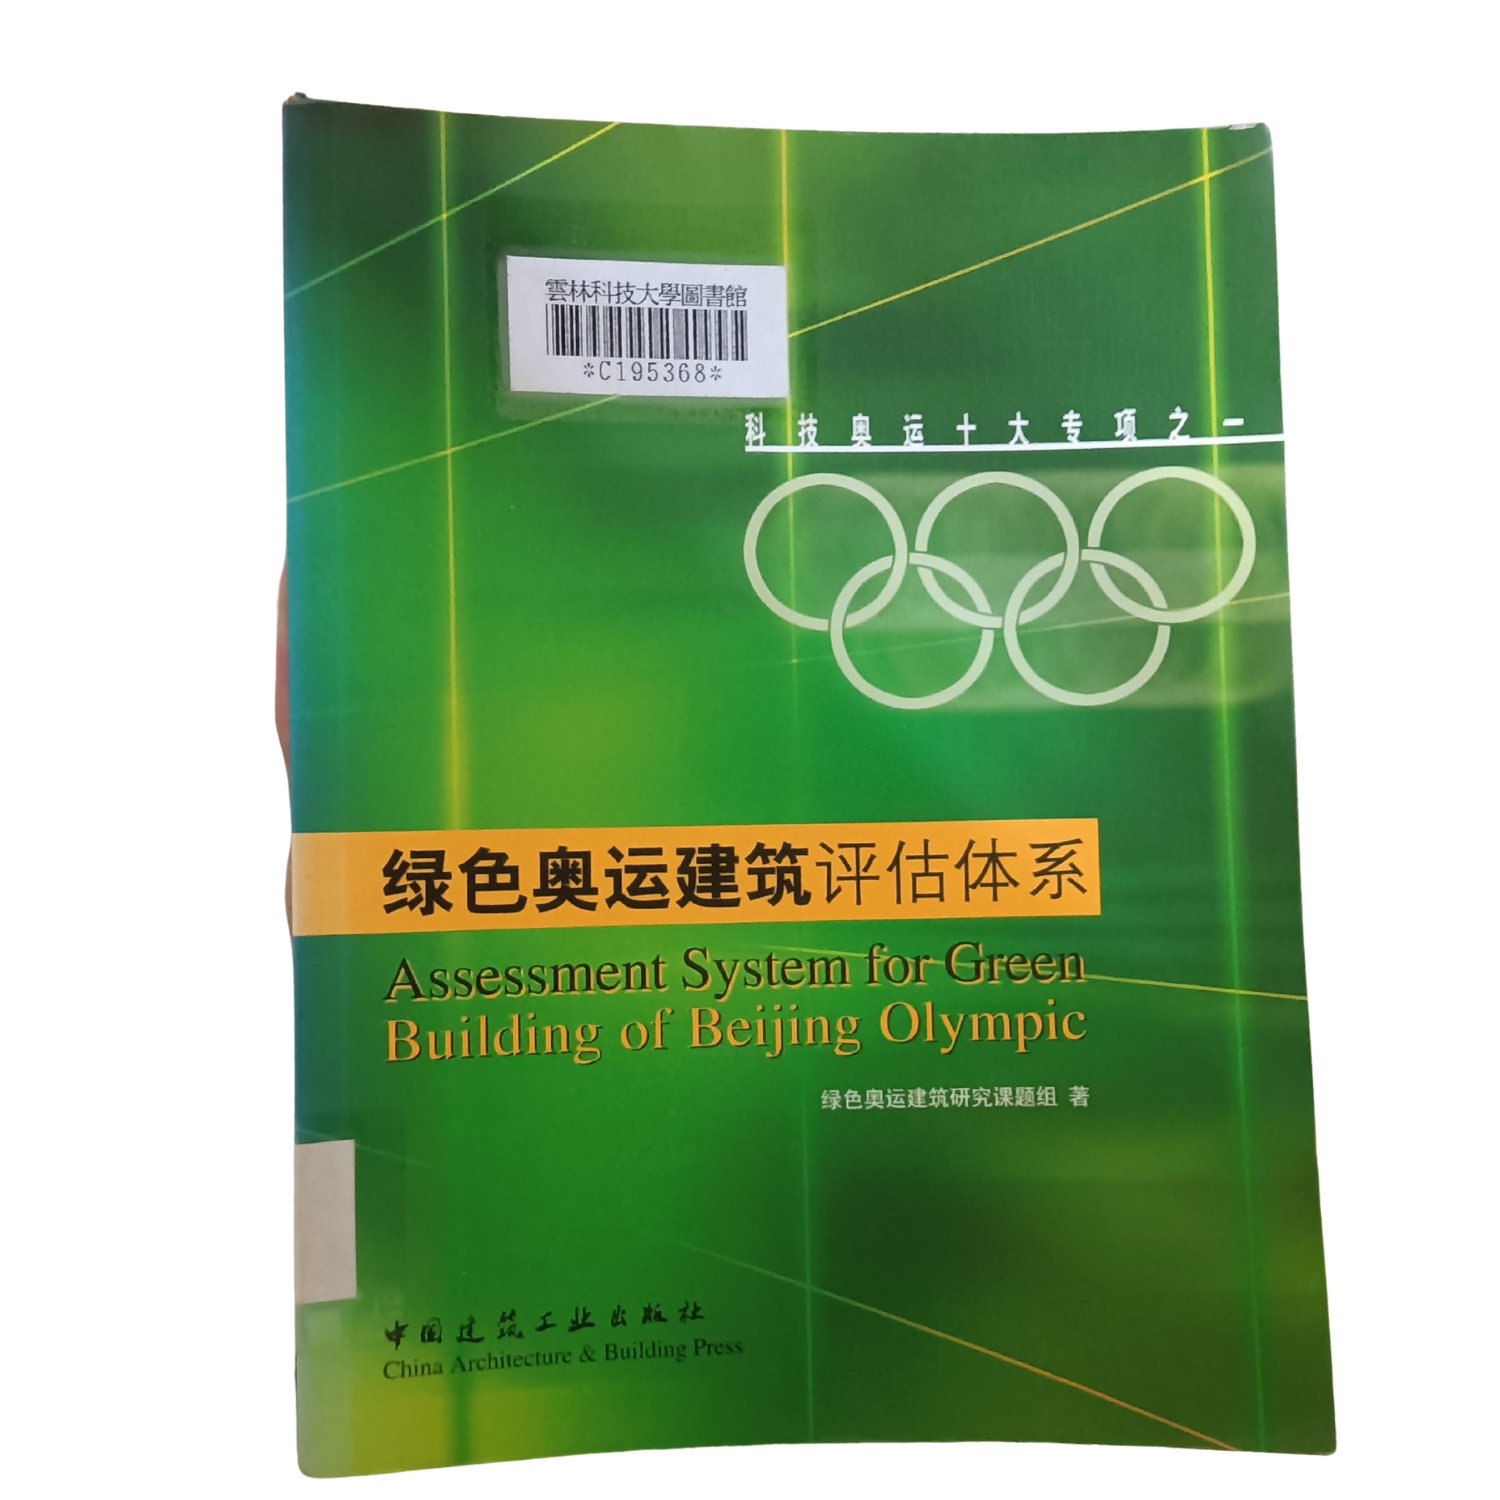 雲林科技大學圖書館
*C195368*
科技奥运十大专项之一
绿色奥运建筑评估体系
Assessment System for Green
Building of Beijing Olympic
绿色奥运建筑研究课题组 著
中国建筑工业出版社
China Architecture & Building Press